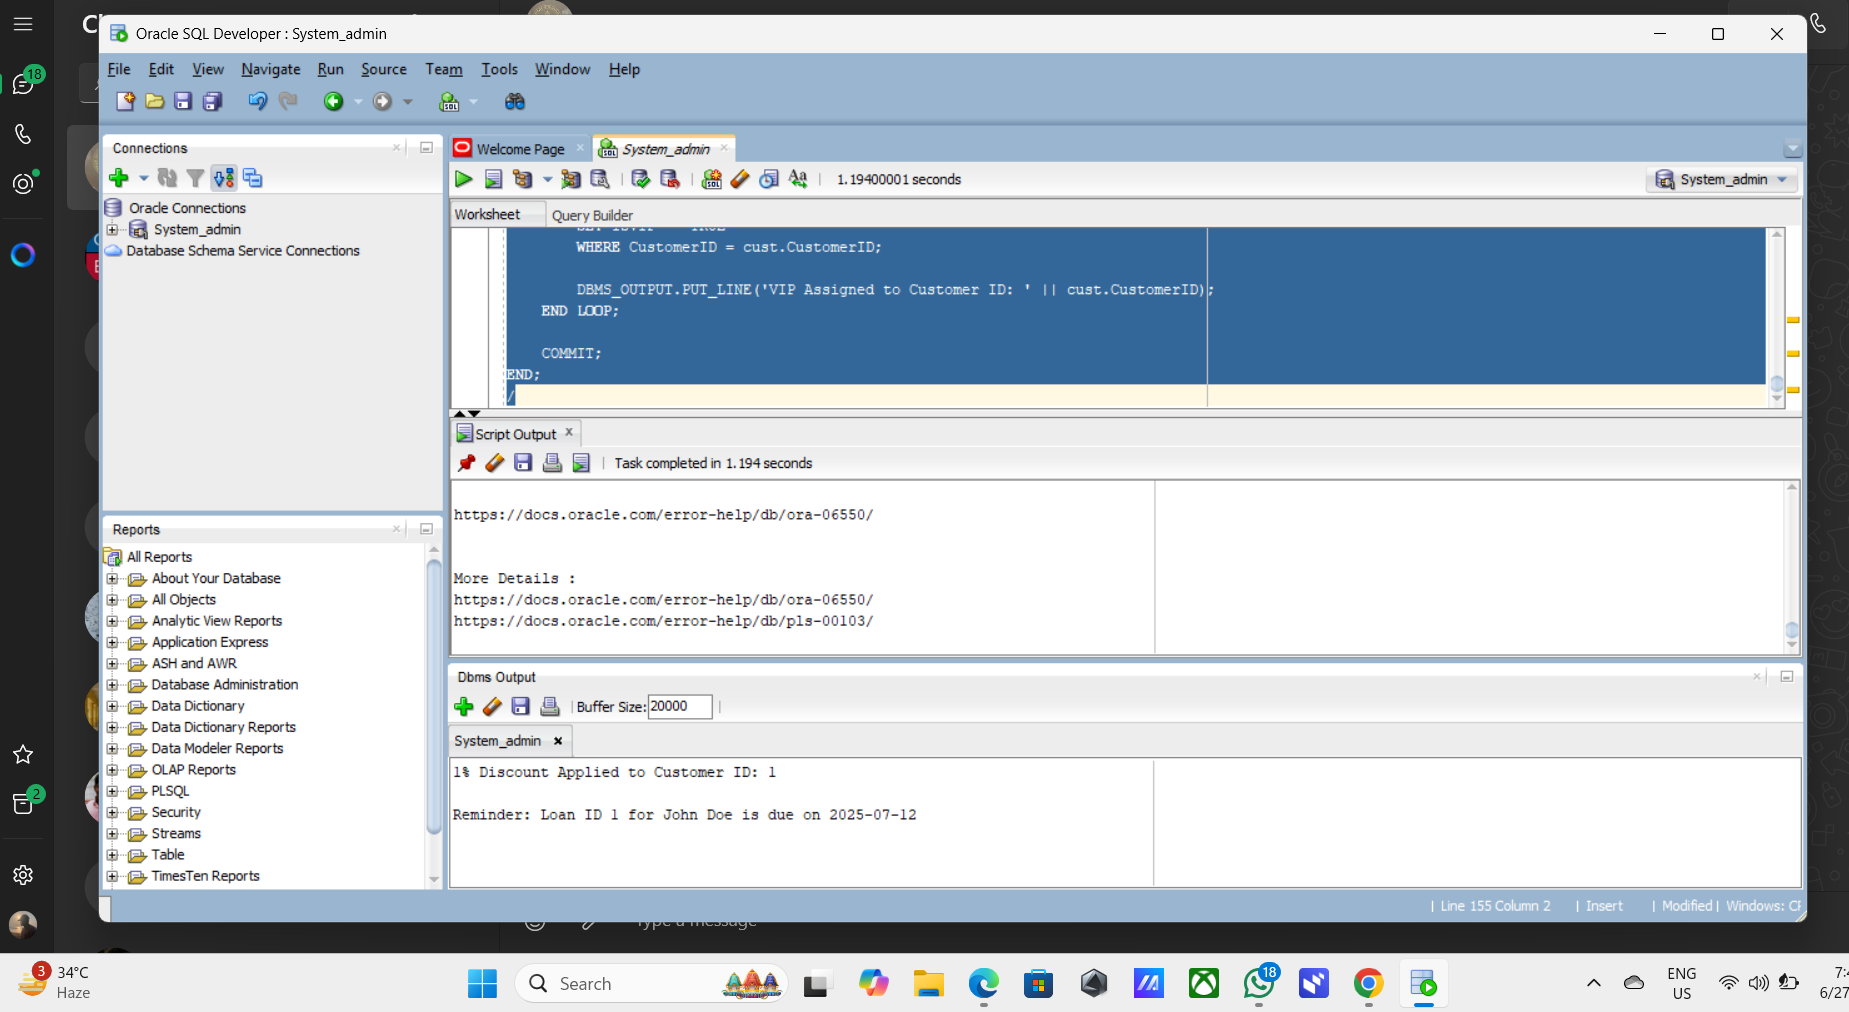 18
2
Oracle SQL Developer : System_admin
File Edit View Navigate Run Source Team Tools Window Help
Connections
Oracle Connections
System_admin
Database Schema Service Connections
Reports
All Reports
About Your Database
All Objects
Analytic View Reports
Application Express
ASH and AWR
Database Administration
Data Dictionary
Data Dictionary Reports
Data Modeler Reports
OLAP Reports
PLSQL
Security
Streams
Table
TimesTen Reports
Welcome Page
System_admin
1.19400001 seconds
System_admin
Worksheet Query Builder
WHERE CustomerID = cust.CustomerID;
DBMS_OUTPUT.PUT_LINE('VIP Assigned to Customer ID: ' || cust.CustomerID);
END LOOP;
COMMIT;
END;
/
Script Output
Task completed in 1.194 seconds
https://docs.oracle.com/error-help/db/ora-06550/
More Details :
https://docs.oracle.com/error-help/db/ora-06550/
https://docs.oracle.com/error-help/db/pls-00103/
Dbms Output
Buffer Size: 20000
System_admin
1% Discount Applied to Customer ID: 1
Reminder: Loan ID 1 for John Doe is due on 2025-07-12
Line 155 Column 2 | Insert | Modified | Windows:
3
34°C
Haze
Search
18
ENG
US
6/27